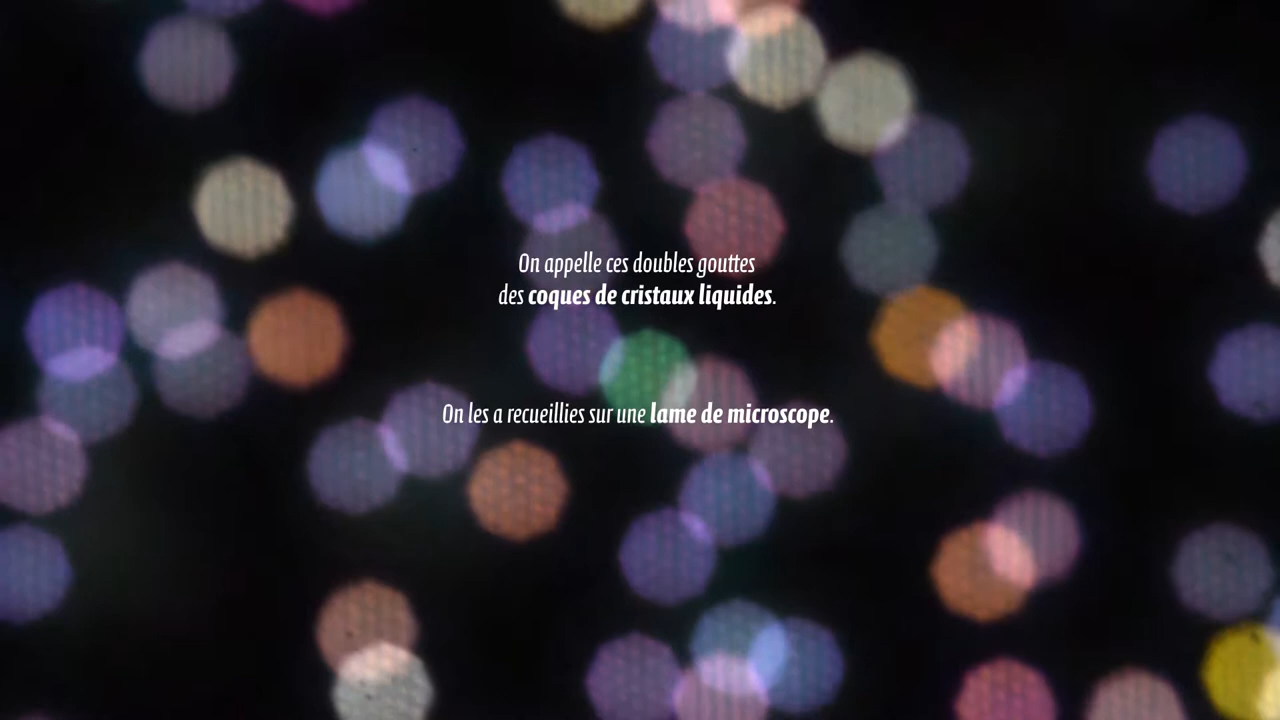 On appelle ces doubles gouttes
des coques de cristaux liquides.
On les a recueillies sur une lame de microscope.